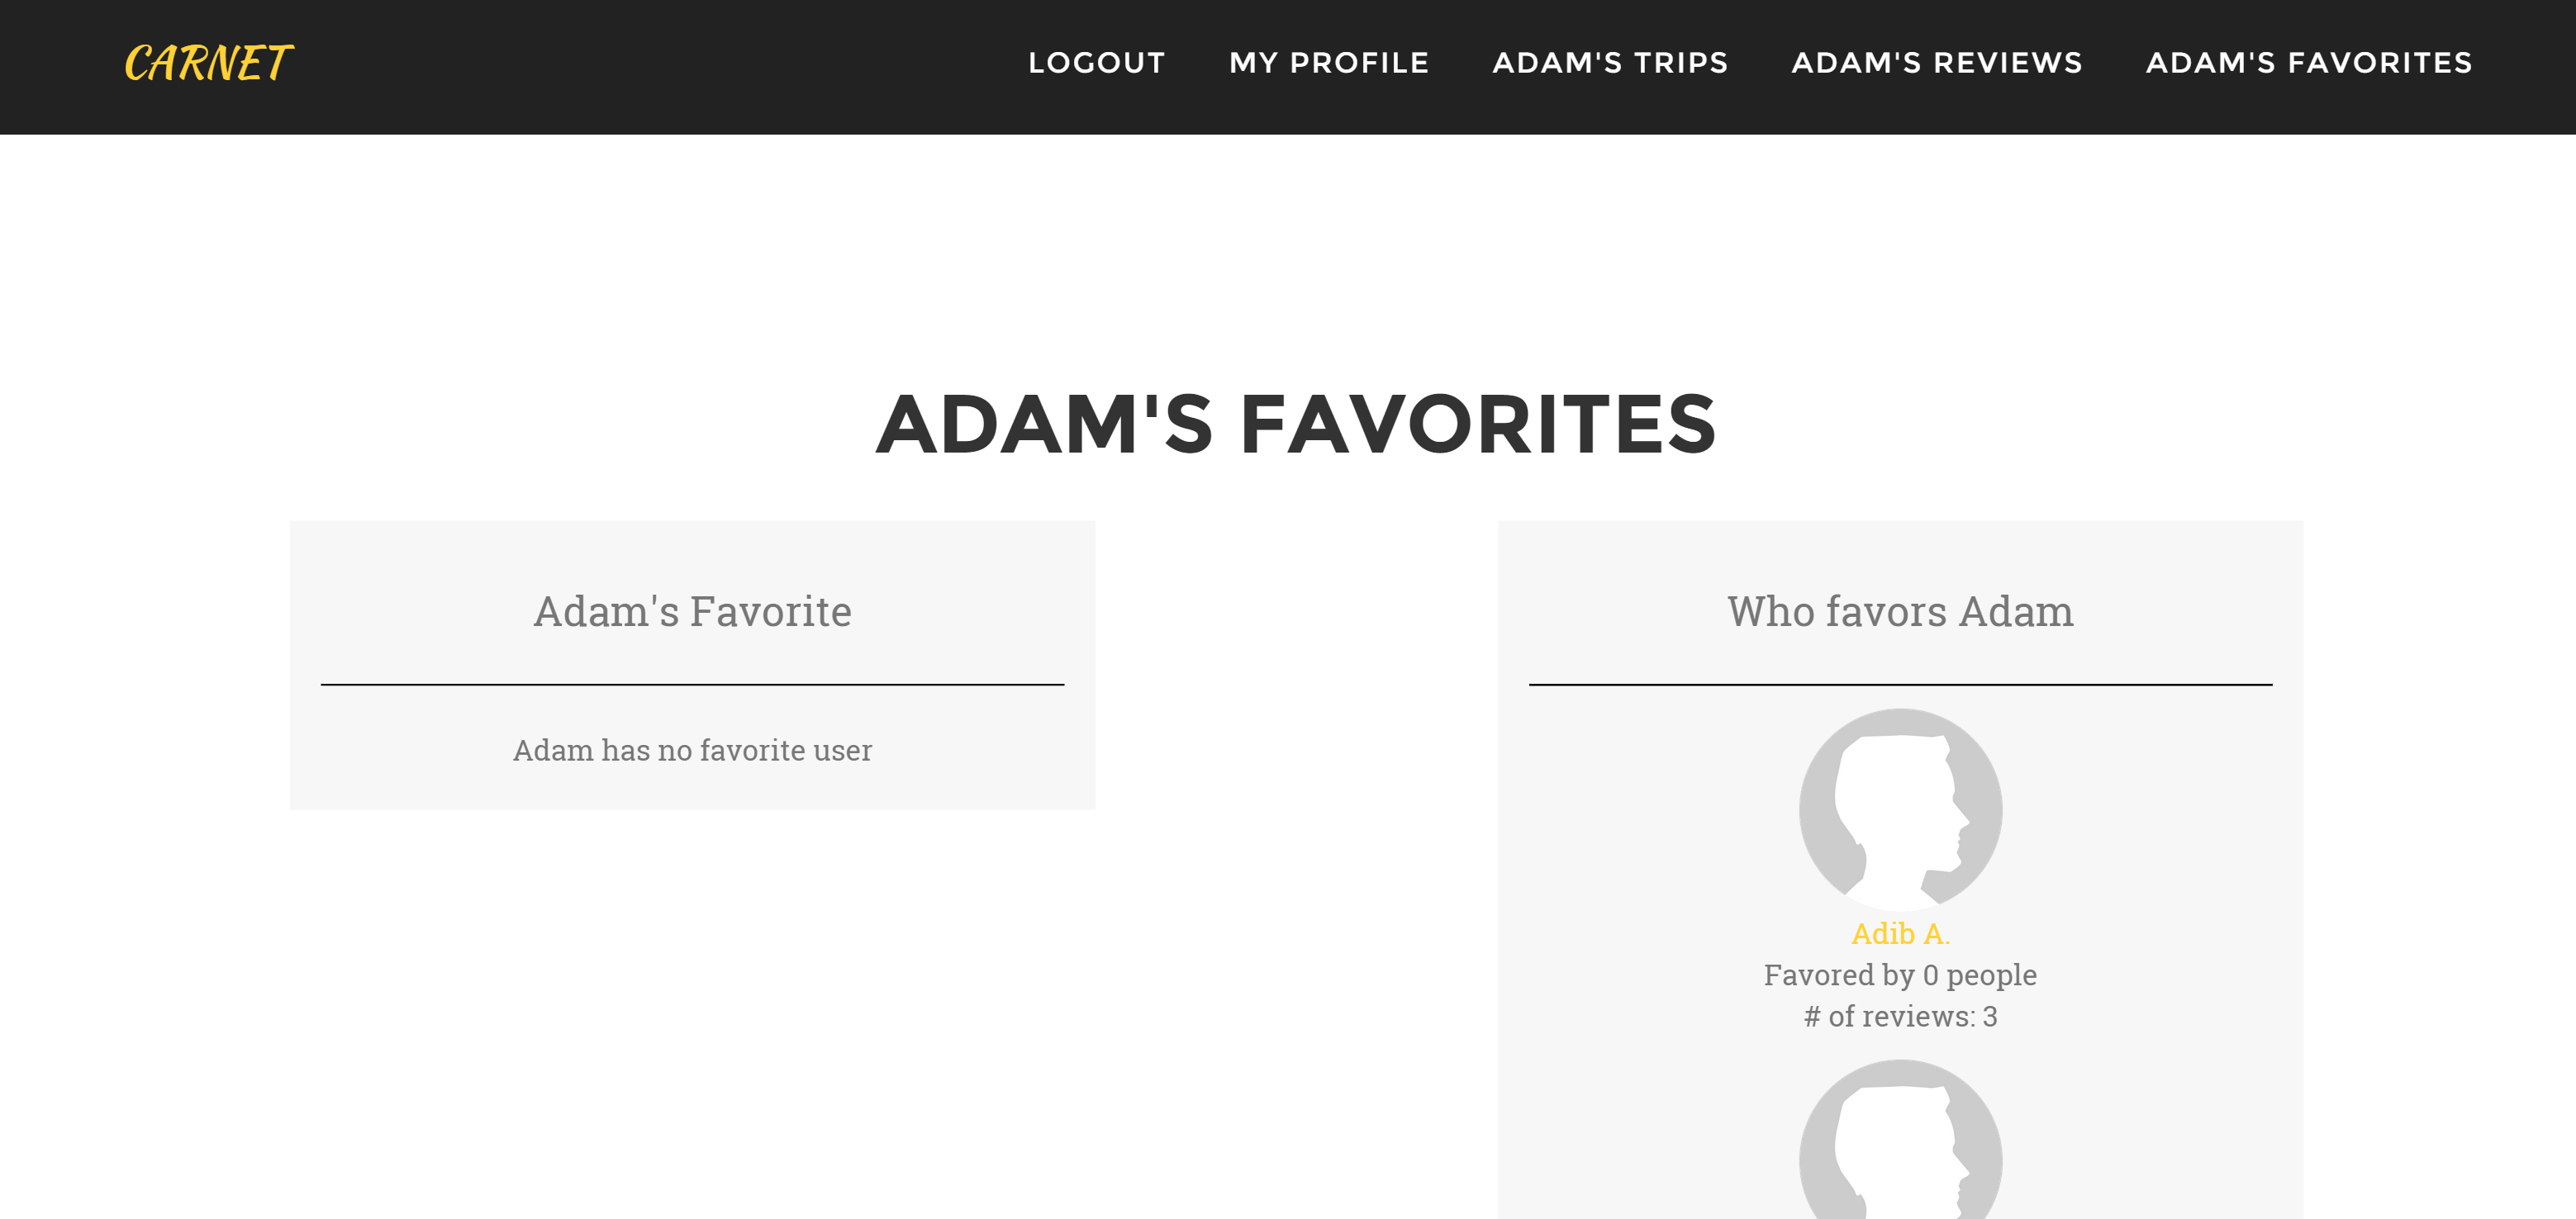 CARNET
LOGOUT
MY PROFILE
ADAM'S TRIPS
ADAM'S REVIEWS
ADAM'S FAVORITES
ADAM'S FAVORITES
Adam's Favorite
Adam has no favorite user
Who favors Adam
Adib A.
Favored by 0 people
# of reviews: 3